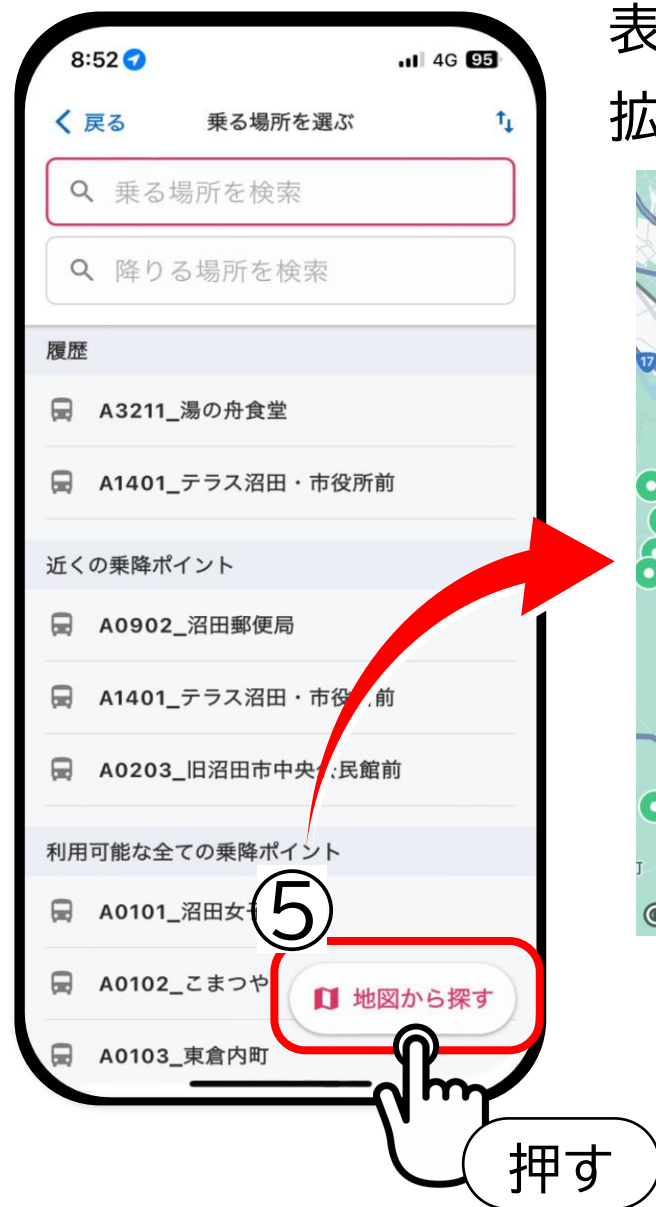 8:52
4G 95
戻る
乗る場所を選ぶ
乗る場所を検索
降りる場所を検索
履歴
A3211_湯の舟食堂
A1401_テラス沼田・市役所前
近くの乗降ポイント
A0902_沼田郵便局
A1401_テラス沼田・市役 前
A0203_旧沼田市中央公民館前
利用可能な全ての乗降ポイント
A0101_沼田女
⑤
A0102_こまつや
地図から探す
A0103_東倉内町
押す
表
拡
17
町